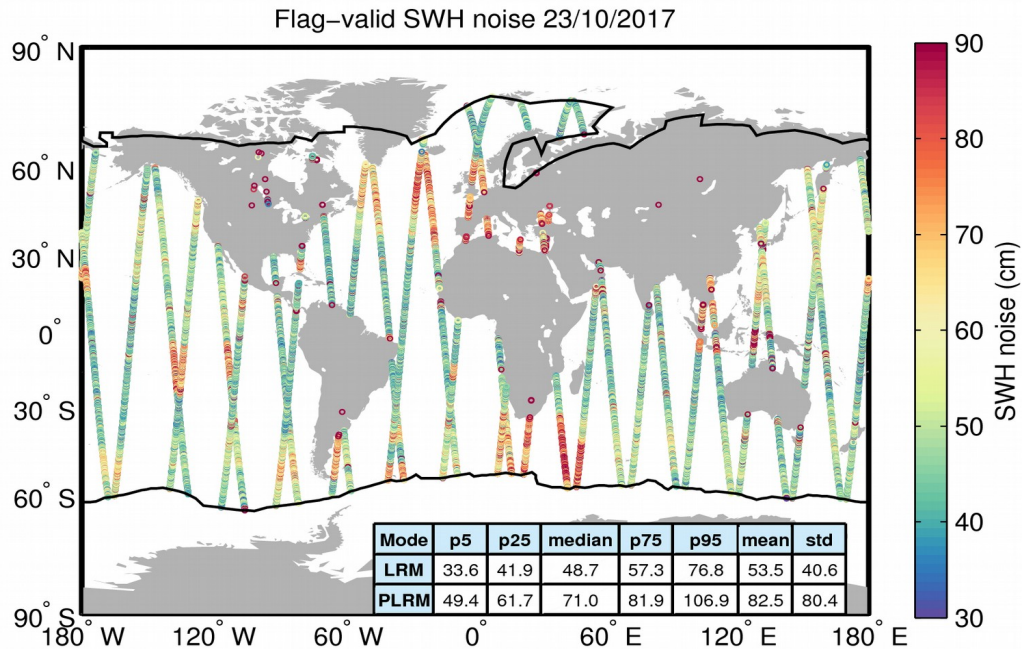 Flag−valid SWH noise 23/10/2017
90° N
60° N
30° N
0°
30° S
60° S
90° S
180° W
120° W
60° W
0°
60° E
120° E
180° E
90
80
70
60
50
40
30
SWH noise (cm)
Mode p5 p25 median p75 p95 mean std
LRM 33.6 41.9 48.7 57.3 76.8 53.5 40.6
PLRM 49.4 61.7 71.0 81.9 106.9 82.5 80.4